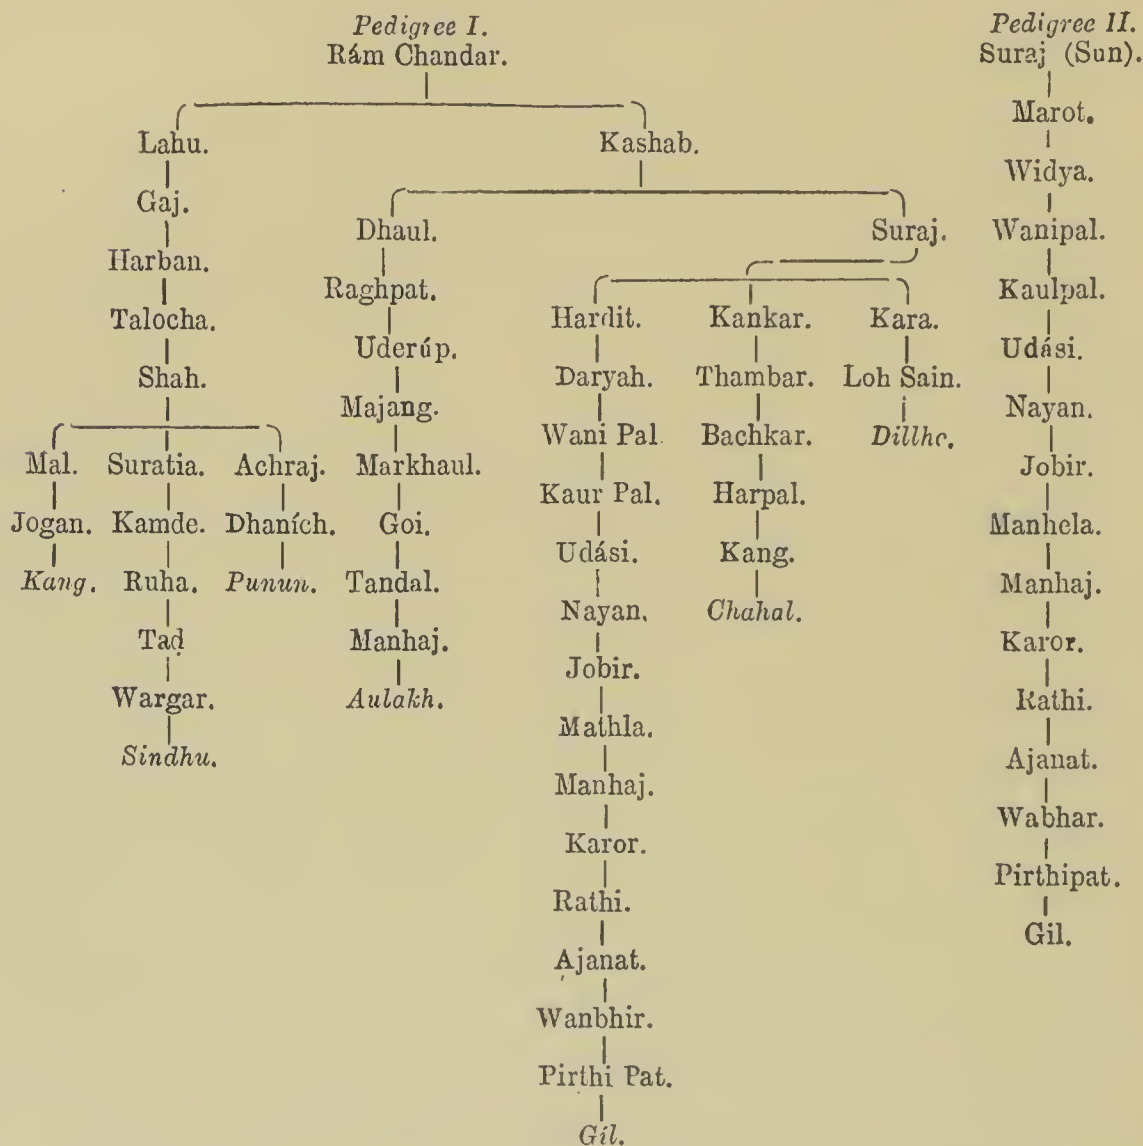 Pedigree I.
Rám Chandar.
Lahu. Kashab.
Gaj.
Dhaul. Suraj.
Harban.
Raghpat.
Talocha. Hardit. Kankar. Kara.
Uderúp.
Shah. Daryah. Thambar. Loh Sain.
Majang.
Wani Pal. Bachkar. Dillhe.
Mal. Suratia. Achraj. Markhaul.
Kaur Pal. Harpal.
Jogan. Kamde. Dhaních. Goi.
Udási. Kang.
Kang. Ruha. Punun. Tandal.
Nayan. Chahal.
Tad Manhaj.
Jobir.
Wargar. Aulakh.
Mathla.
Sindhu.
Manhaj.
Karor.
Rathi.
Ajanat.
Wanbhir.
Pirthi Pat.
Gíl.
Pedigree II.
Suraj (Sun).
Marot.
Widya.
Wanipal.
Kaulpal.
Udási.
Nayan.
Jobir.
Manhela.
Manhaj.
Karor.
Rathi.
Ajanat.
Wabhar.
Pirthipat.
Gil.